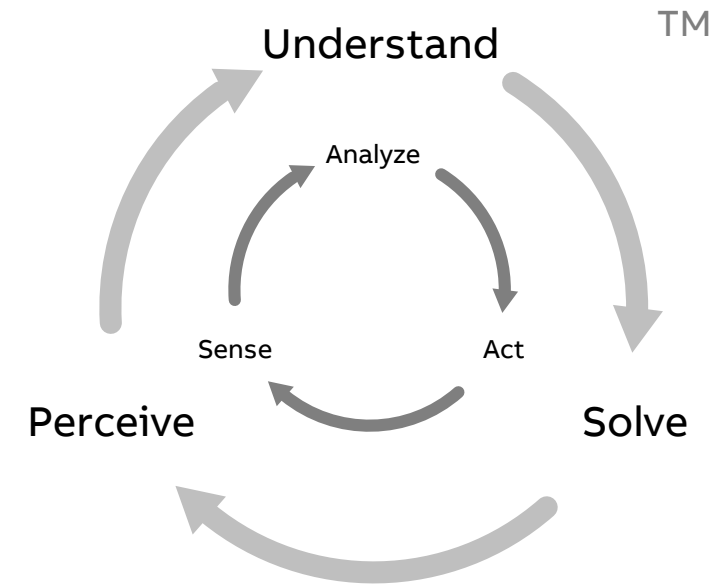 TM
Understand
Analyze
Sense
Act
Perceive
Solve